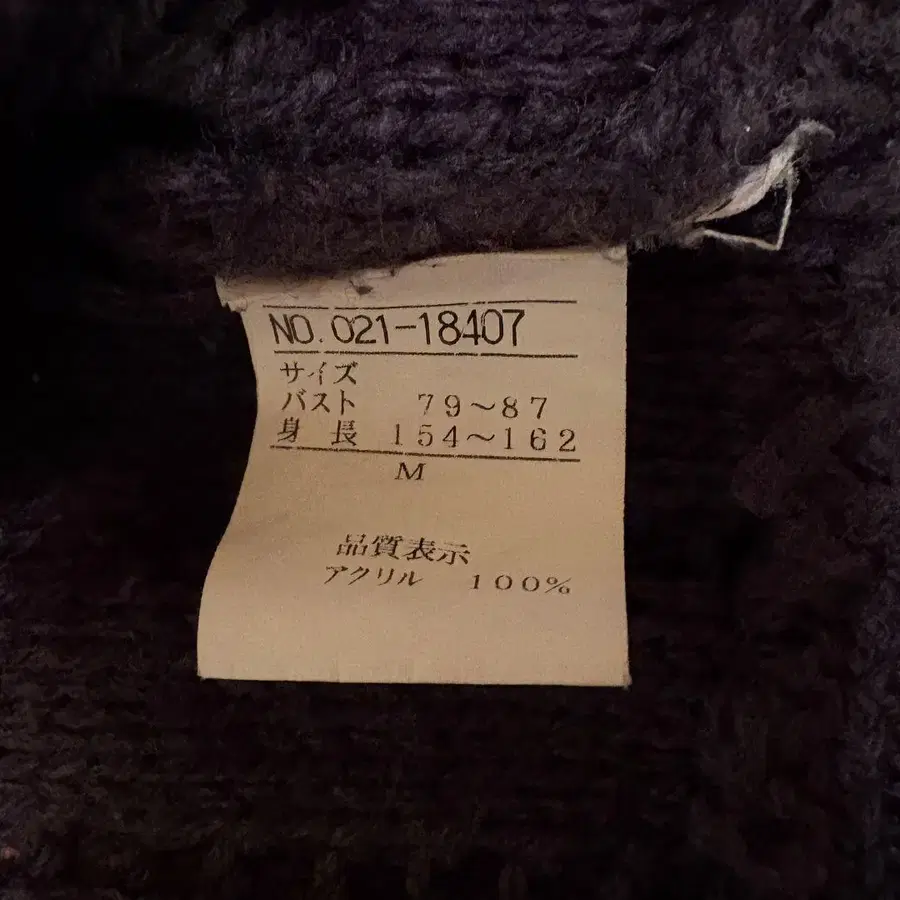 NO.021-18407
サイズ
バスト 79～87
身長 154～162
M
品質表示
アクリル 100%